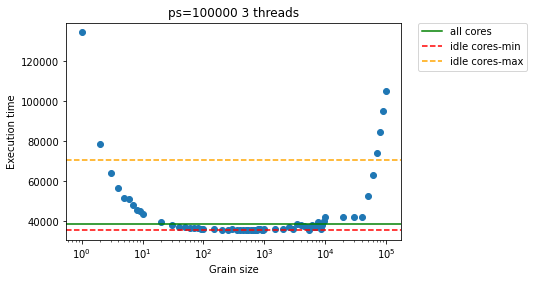 ps=100000 3 threads
all cores
idle cores-min
idle cores-max
Execution time
120000
100000
80000
60000
40000
10⁰
10¹
10²
10³
10⁴
10⁵
Grain size